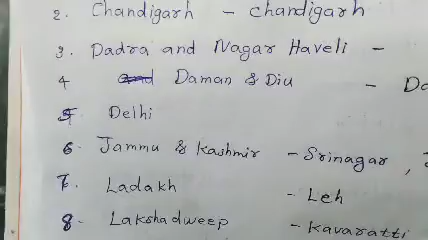 2. Chandigarh - chandigarh
3. Dadra and Nagar Haveli -
4 Daman & Diu - Da
5 Delhi
6. Jammu & Kashmir - Srinagar,
7. Ladakh - Leh
8. Lakshadweep - Kavaratti